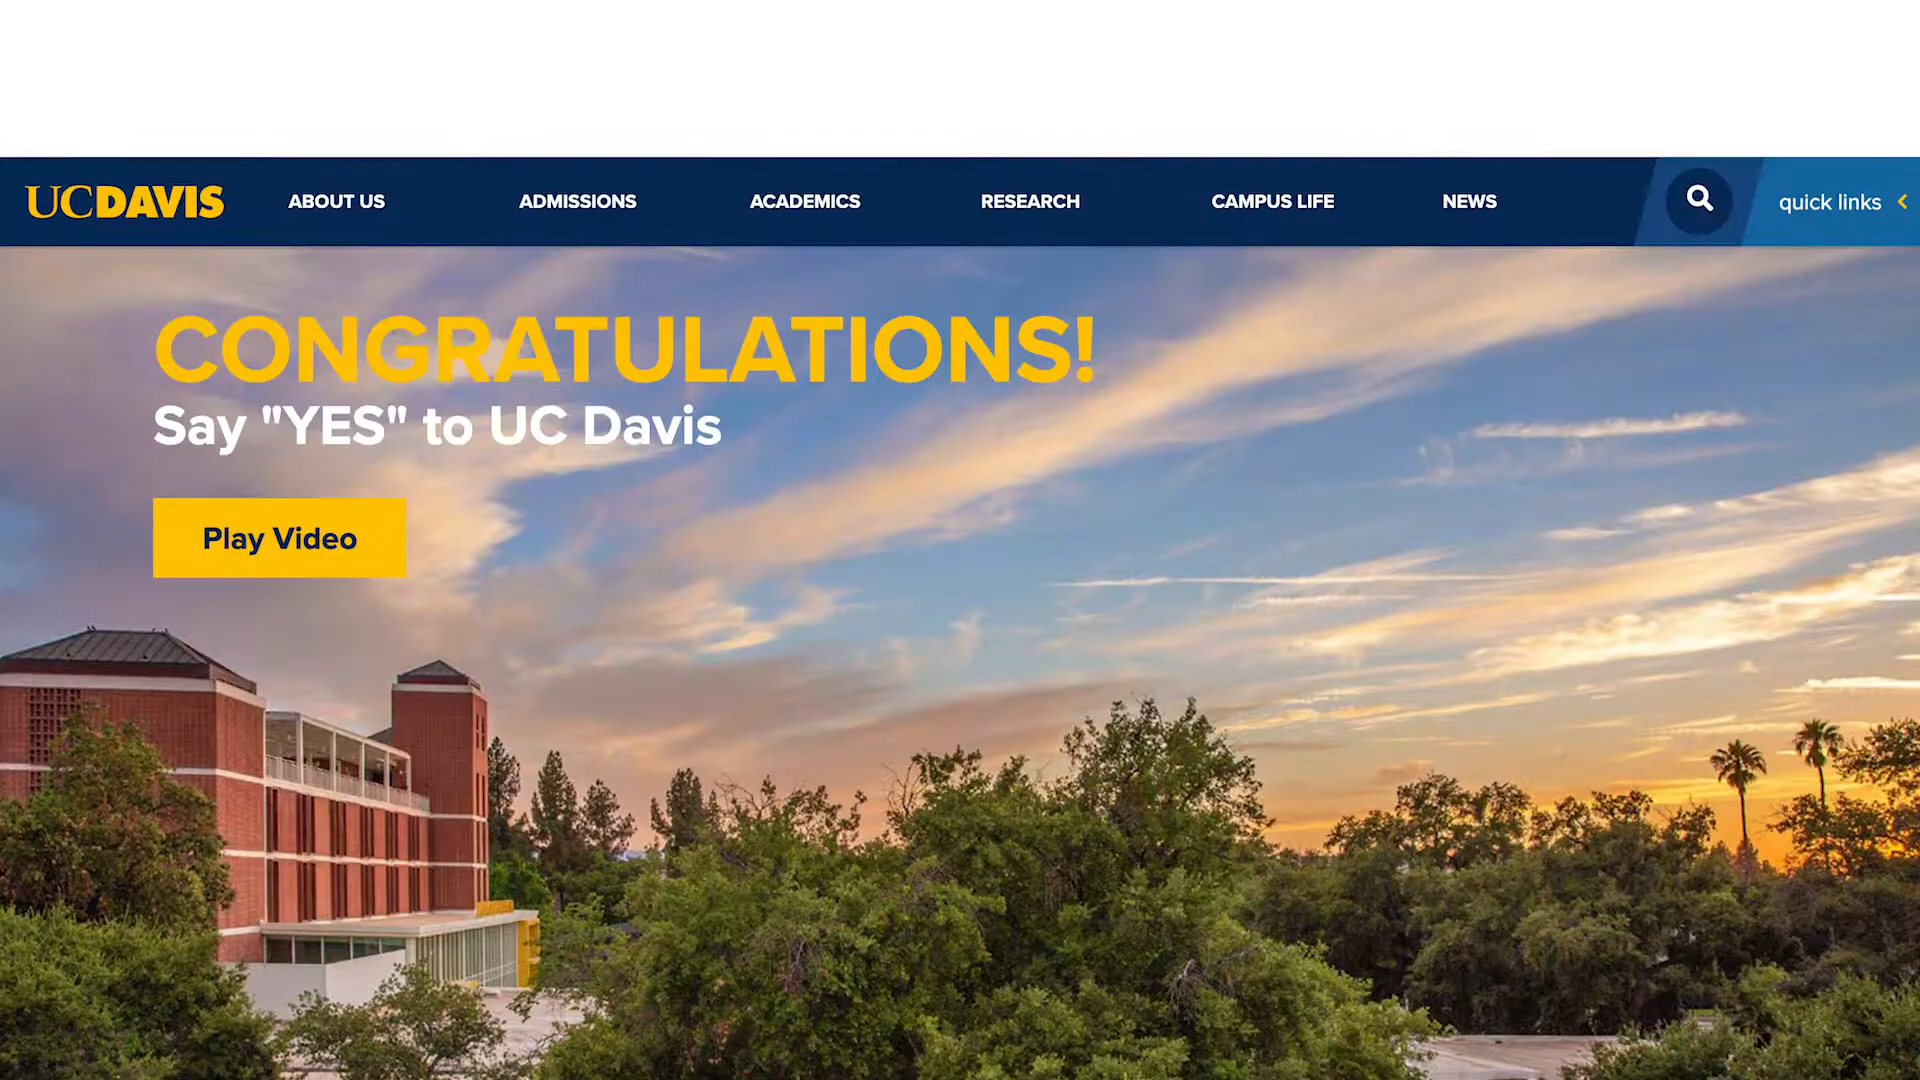 UCDAVIS
ABOUT US
ADMISSIONS
ACADEMICS
RESEARCH
CAMPUS LIFE
NEWS
quick links
CONGRATULATIONS!
Say "YES" to UC Davis
Play Video